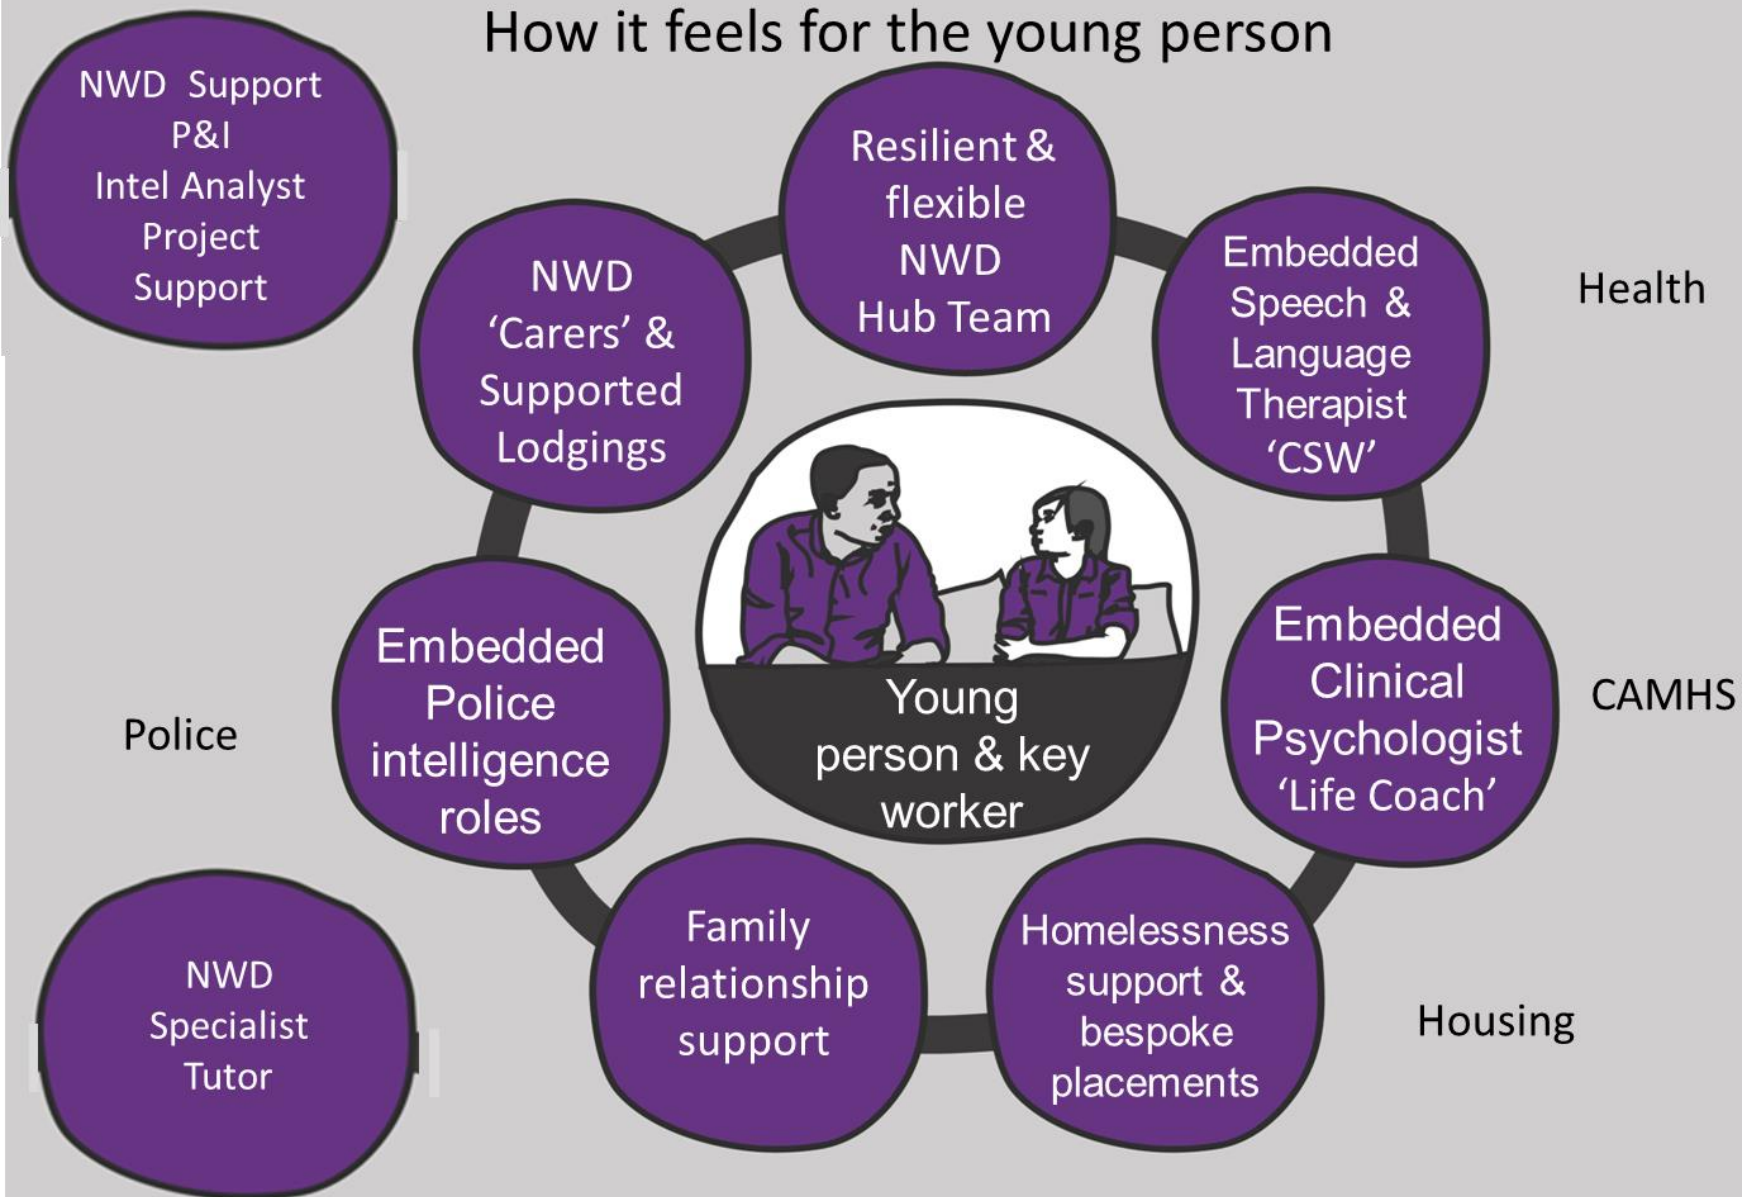 How it feels for the young person
NWD Support
P&I
Intel Analyst
Project
Support
Resilient &
flexible
NWD
Hub Team
NWD
‘Carers’ &
Supported
Lodgings
Embedded
Speech &
Language
Therapist
‘CSW’
Health
Embedded
Police
intelligence
roles
Police
Young
person & key
worker
Embedded
Clinical
Psychologist
‘Life Coach’
CAMHS
Family
relationship
support
Homelessness
support &
bespoke
placements
Housing
NWD
Specialist
Tutor